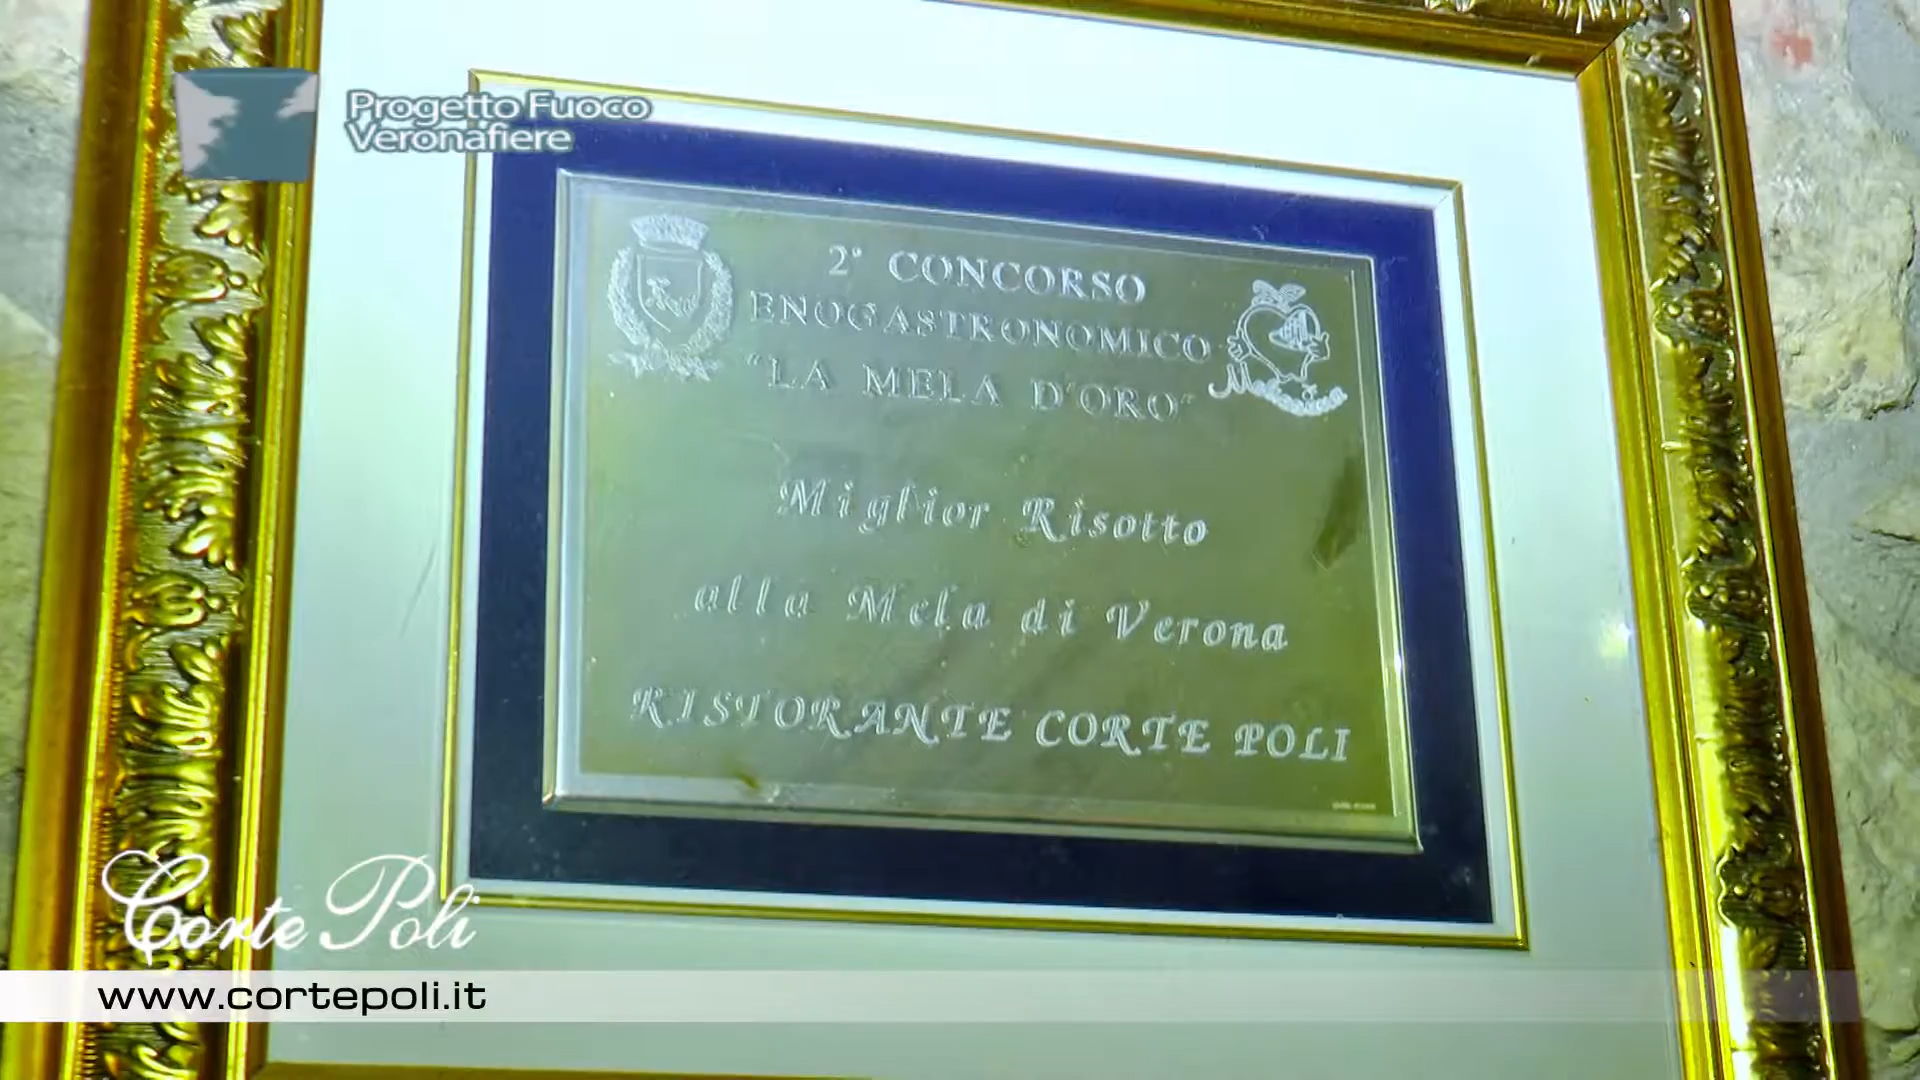 Progetto Fuoco
Veronafiere
2° CONCORSO
ENOGASTRONOMICO
"LA MELA D'ORO"
Miglior Risotto
alla Mela di Verona
RISTORANTE CORTE POLI
Corte Poli
www.cortepoli.it